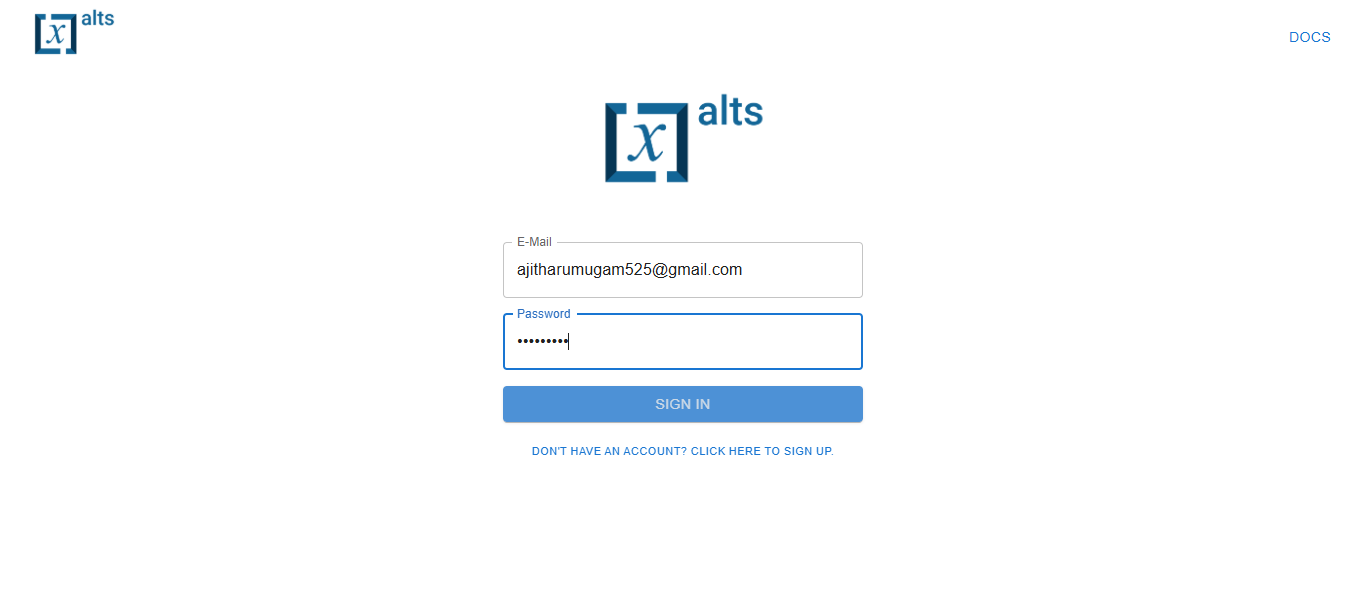 [x] alts
DOCS
[x] alts
E-Mail
ajitharumugam525@gmail.com
Password
•••••••••
SIGN IN
DON'T HAVE AN ACCOUNT? CLICK HERE TO SIGN UP.